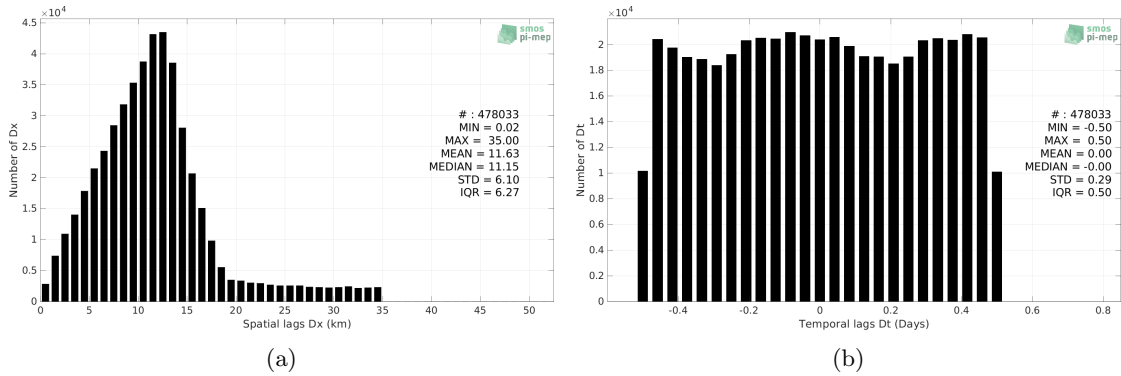 ×10⁴
4.5
4
3.5
3
2.5
2
1.5
1
0.5
0
Number of Dx
0 5 10 15 20 25 30 35 40 45 50
Spatial lags Dx (km)
smos
pi-mep
# : 478033
MIN = 0.02
MAX = 35.00
MEAN = 11.63
MEDIAN = 11.15
STD = 6.10
IQR = 6.27
(a)
×10⁴
2
1.8
1.6
1.4
1.2
1
0.8
0.6
0.4
0.2
0
Number of Dt
-0.4 -0.2 0 0.2 0.4 0.6 0.8
Temporal lags Dt (Days)
smos
pi-mep
# : 478033
MIN = -0.50
MAX = 0.50
MEAN = 0.00
MEDIAN = -0.00
STD = 0.29
IQR = 0.50
(b)